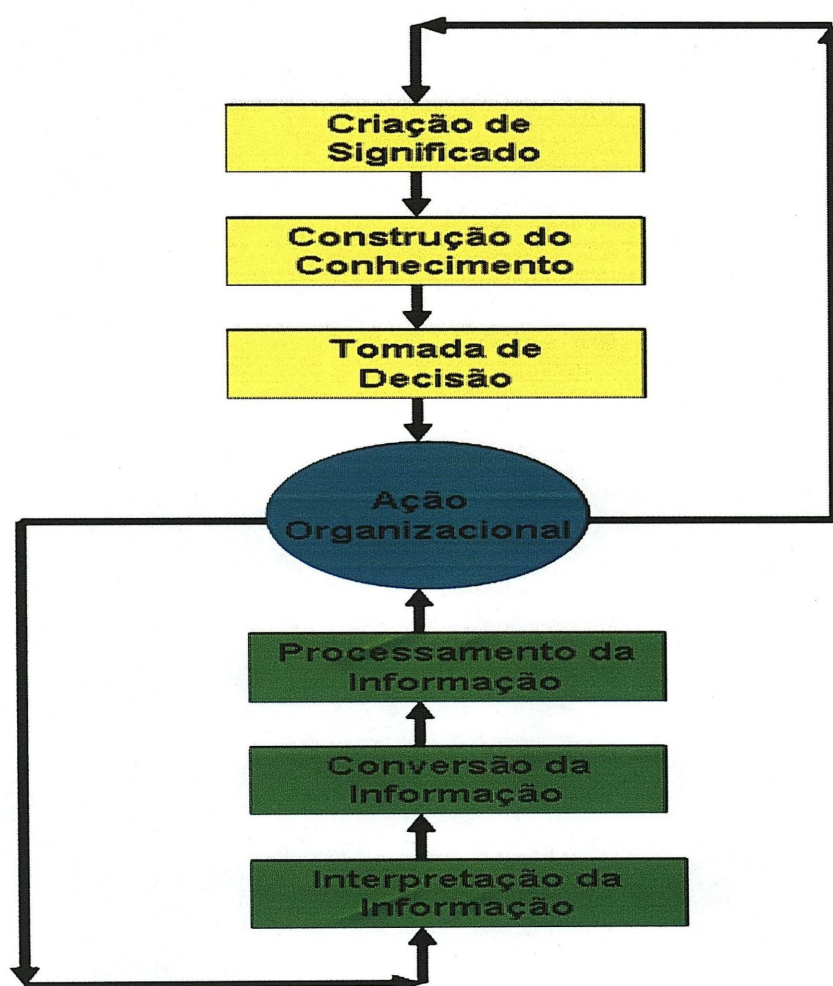 Criação de
Significado
Construção do
Conhecimento
Tomada de
Decisão
Ação
Organizacional
Processamento da
Informação
Conversão da
Informação
Interpretação da
Informação